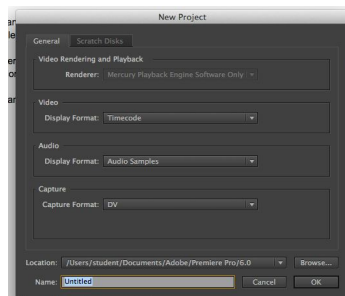 New Project
General Scratch Disks
Video Rendering and Playback
Renderer: Mercury Playback Engine Software Only
Video
Display Format: Timecode
Audio
Display Format: Audio Samples
Capture
Capture Format: DV
Location: /Users/student/Documents/Adobe/Premiere Pro/6.0 Browse...
Name: Untitled Cancel OK